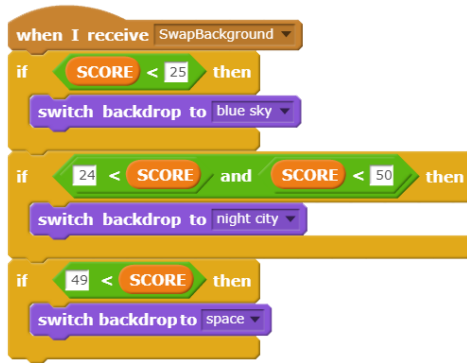 when I receive SwapBackground
if SCORE < 25 then
switch backdrop to blue sky
if 24 < SCORE and SCORE < 50 then
switch backdrop to night city
if 49 < SCORE then
switch backdrop to space